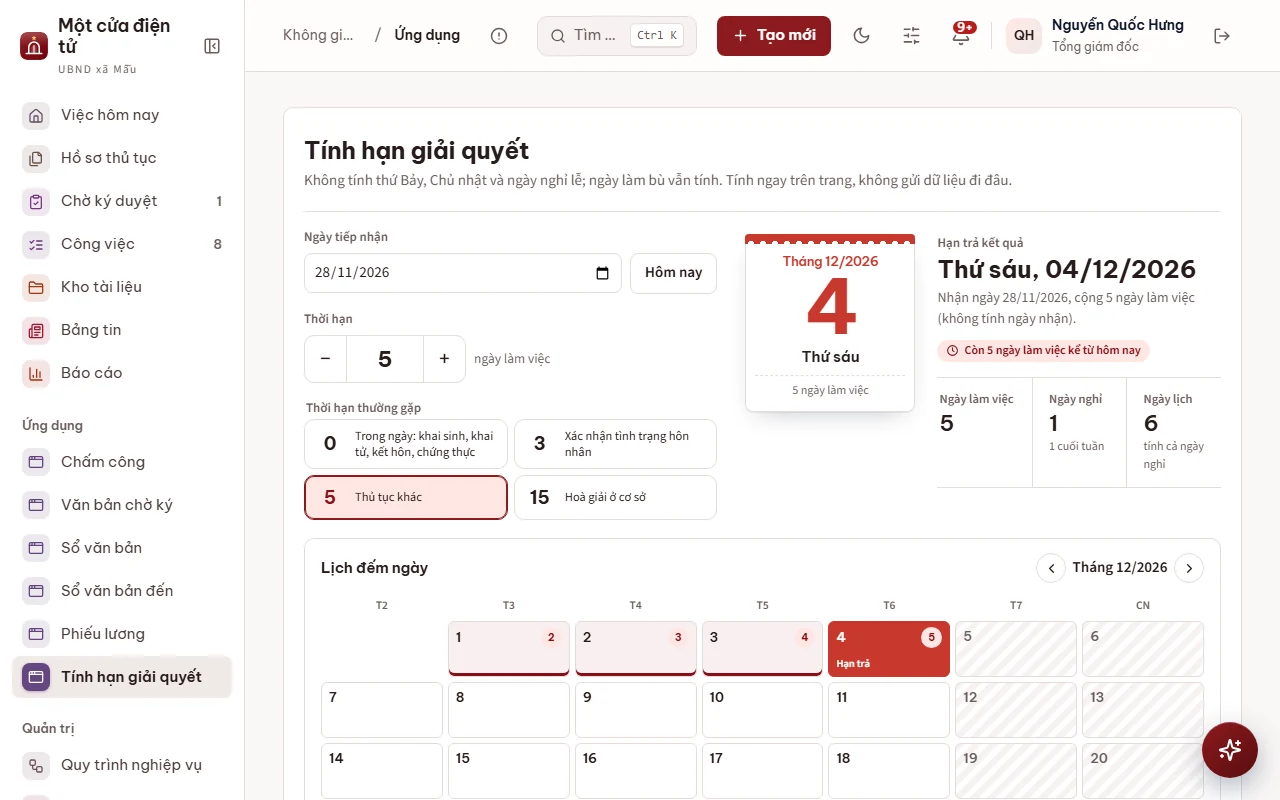 Một cửa điện tử
UBND xã Mẫu
Việc hôm nay
Hồ sơ thủ tục
Chờ ký duyệt 1
Công việc 8
Kho tài liệu
Bảng tin
Báo cáo
Ứng dụng
Chấm công
Văn bản chờ ký
Sổ văn bản
Sổ văn bản đến
Phiếu lương
Tính hạn giải quyết
Quản trị
Quy trình nghiệp vụ
Không gi... / Ứng dụng
Tìm ... Ctrl K
+ Tạo mới
9+
QH
Nguyễn Quốc Hưng
Tổng giám đốc
Tính hạn giải quyết
Không tính thứ Bảy, Chủ nhật và ngày nghỉ lễ; ngày làm bù vẫn tính. Tính ngay trên trang, không gửi dữ liệu đi đâu.
Ngày tiếp nhận
28/11/2026
Hôm nay
Thời hạn
− 5 + ngày làm việc
Thời hạn thường gặp
0 Trong ngày: khai sinh, khai tử, kết hôn, chứng thực
3 Xác nhận tình trạng hôn nhân
5 Thủ tục khác
15 Hoà giải ở cơ sở
Tháng 12/2026
4
Thứ sáu
5 ngày làm việc
Hạn trả kết quả
Thứ sáu, 04/12/2026
Nhận ngày 28/11/2026, cộng 5 ngày làm việc
(không tính ngày nhận).
Còn 5 ngày làm việc kể từ hôm nay
Ngày làm việc
5
Ngày nghỉ
1
1 cuối tuần
Ngày lịch
6
tính cả ngày nghỉ
Lịch đếm ngày
Tháng 12/2026
T2 T3 T4 T5 T6 T7 CN
1 2 2 3 3 4 4 5 5 6
Hạn trả
7 8 9 10 11 12 13
14 15 16 17 18 19 20